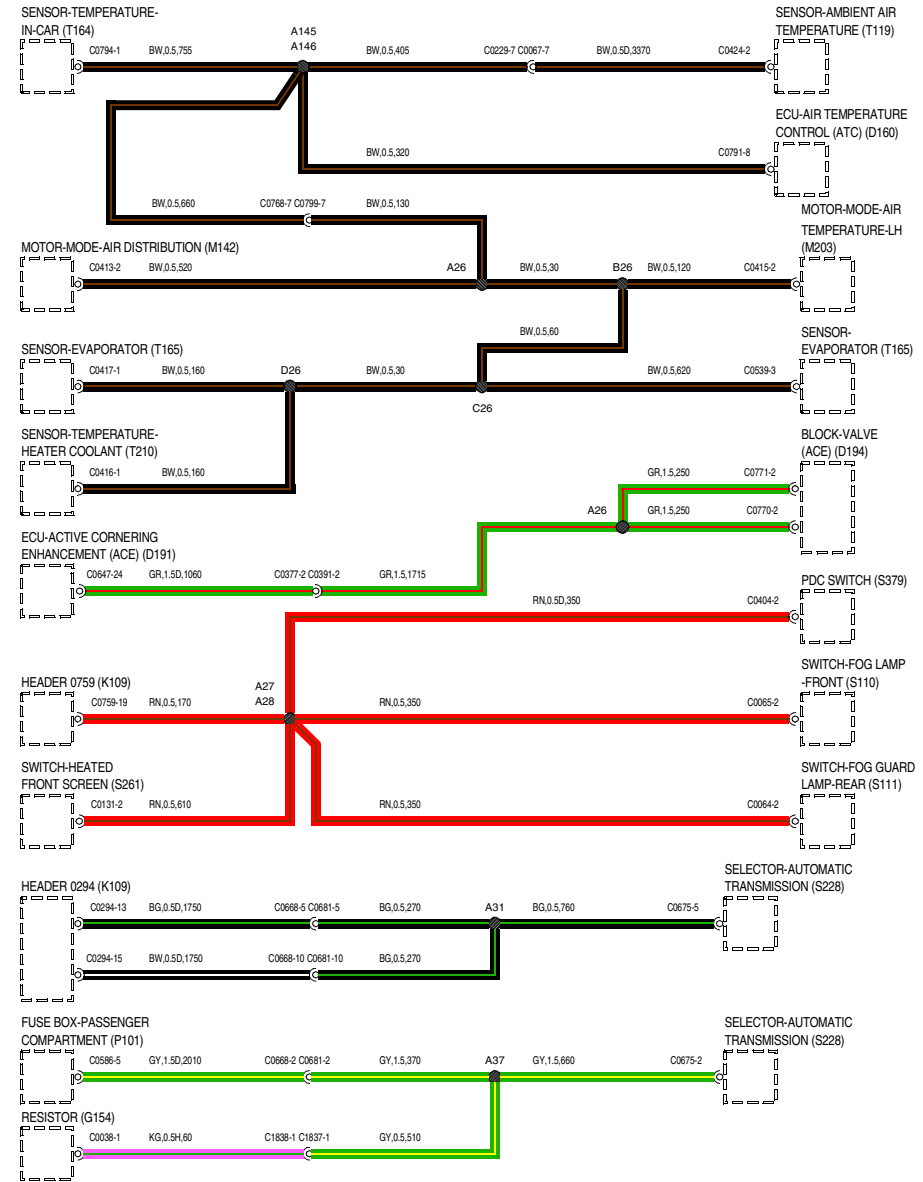 SENSOR-TEMPERATURE-
IN-CAR (T164)
SENSOR-AMBIENT AIR
TEMPERATURE (T119)
A145
A146
C0794-1 BW,0.5,755 BW,0.5,405 C0229-7 C0067-7 BW,0.5D,3370 C0424-2
ECU-AIR TEMPERATURE
CONTROL (ATC) (D160)
BW,0.5,320 C0791-8
BW,0.5,660 C0768-7 C0799-7 BW,0.5,130
MOTOR-MODE-AIR
TEMPERATURE-LH
(M203)
MOTOR-MODE-AIR DISTRIBUTION (M142)
C0413-2 BW,0.5,520 A26 BW,0.5,30 B26 BW,0.5,120 C0415-2
BW,0.5,60
SENSOR-
EVAPORATOR (T165)
SENSOR-EVAPORATOR (T165)
C0417-1 BW,0.5,160 D26 BW,0.5,30 BW,0.5,620 C0539-3
C26
SENSOR-TEMPERATURE-
HEATER COOLANT (T210)
C0416-1 BW,0.5,160
BLOCK-VALVE
(ACE) (D194)
GR,1.5,250 C0771-2
A26 GR,1.5,250 C0770-2
ECU-ACTIVE CORNERING
ENHANCEMENT (ACE) (D191)
C0647-24 GR,1.5D,1060 C0377-2 C0391-2 GR,1.5,1715
PDC SWITCH (S379)
RN,0.5D,350 C0404-2
HEADER 0759 (K109)
SWITCH-FOG LAMP
-FRONT (S110)
A27
A28
C0759-19 RN,0.5,170 RN,0.5,350 C0065-2
SWITCH-HEATED
FRONT SCREEN (S261)
SWITCH-FOG GUARD
LAMP-REAR (S111)
C0131-2 RN,0.5,610 RN,0.5,350 C0064-2
HEADER 0294 (K109)
SELECTOR-AUTOMATIC
TRANSMISSION (S228)
C0294-13 BG,0.5D,1750 C0668-5 C0681-5 BG,0.5,270 A31 BG,0.5,760 C0675-5
C0294-15 BW,0.5D,1750 C0668-10 C0681-10 BG,0.5,270
FUSE BOX-PASSENGER
COMPARTMENT (P101)
SELECTOR-AUTOMATIC
TRANSMISSION (S228)
C0586-5 GY,1.5D,2010 C0668-2 C0681-2 GY,1.5,370 A37 GY,1.5,660 C0675-2
RESISTOR (G154)
C0038-1 KG,0.5H,60 C1838-1 C1837-1 GY,0.5,510